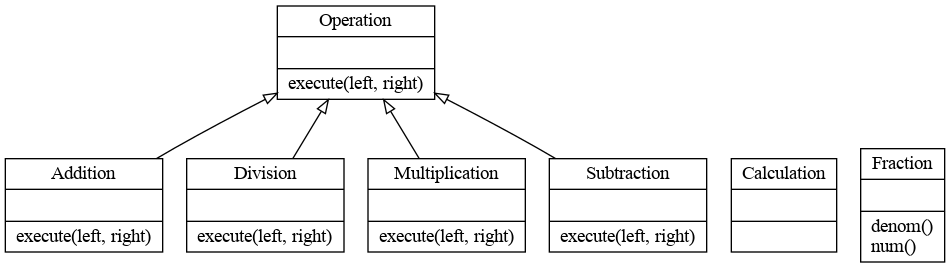 Operation
execute(left, right)
Addition
execute(left, right)
Division
execute(left, right)
Multiplication
execute(left, right)
Subtraction
execute(left, right)
Calculation
Fraction
denom()
num()